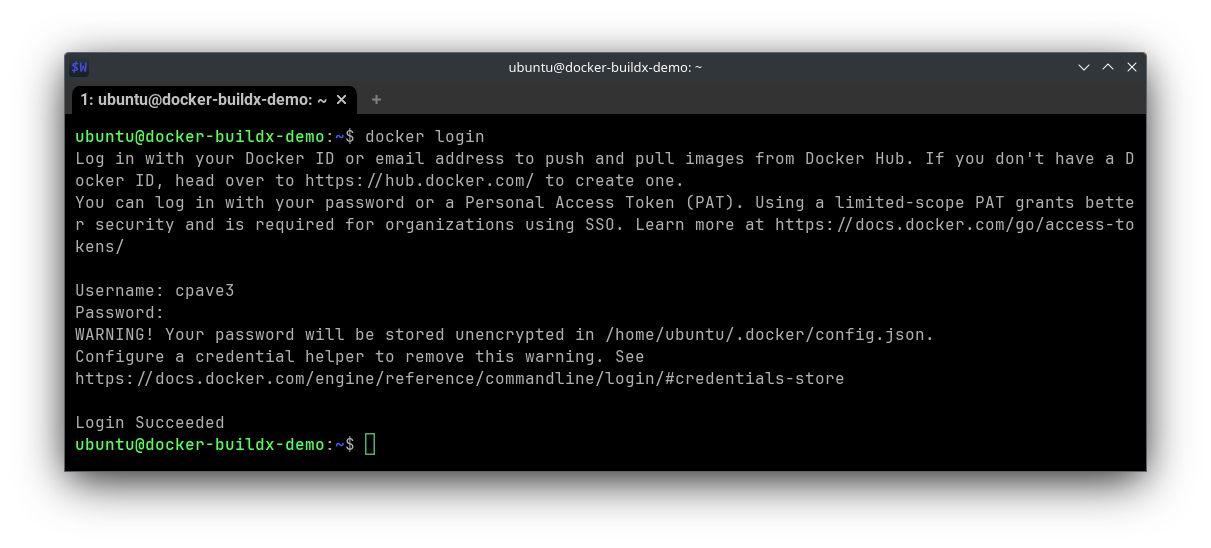 $W
ubuntu@docker-buildx-demo: ~
1: ubuntu@docker-buildx-demo: ~
ubuntu@docker-buildx-demo:~$ docker login
Log in with your Docker ID or email address to push and pull images from Docker Hub. If you don't have a D
ocker ID, head over to https://hub.docker.com/ to create one.
You can log in with your password or a Personal Access Token (PAT). Using a limited-scope PAT grants bette
r security and is required for organizations using SSO. Learn more at https://docs.docker.com/go/access-to
kens/
Username: cpave3
Password:
WARNING! Your password will be stored unencrypted in /home/ubuntu/.docker/config.json.
Configure a credential helper to remove this warning. See
https://docs.docker.com/engine/reference/commandline/login/#credentials-store
Login Succeeded
ubuntu@docker-buildx-demo:~$